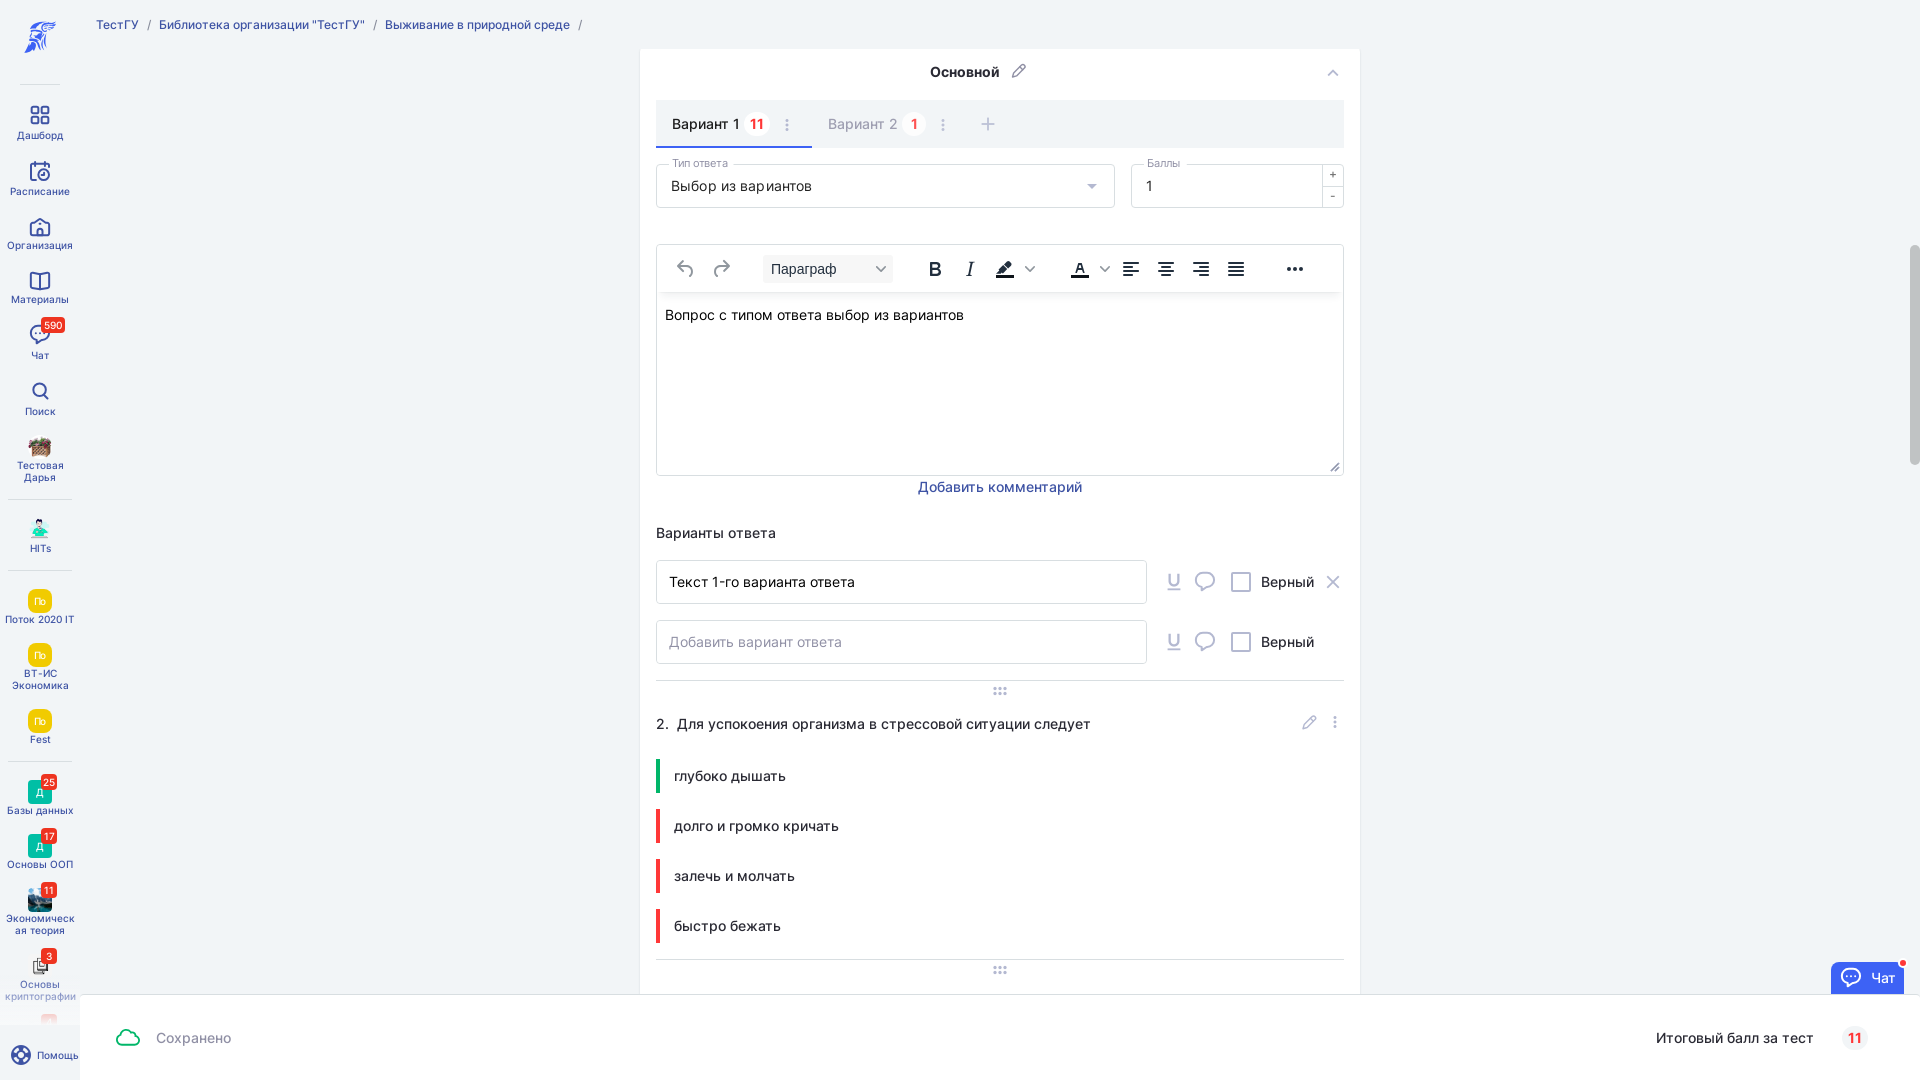 ТестГУ / Библиотека организации "ТестГУ" / Выживание в природной среде /
Дашборд
Расписание
Организация
Материалы
590
Чат
Поиск
Тестовая
Дарья
HITs
По
Поток 2020 IT
По
ВТ-ИС
Экономика
По
Fest
25
Д
Базы данных
17
Д
Основы ООП
11
Экономическ
ая теория
3
Основы
криптографии
Помощь
Основной
Вариант 1 11
Вариант 2 1
Тип ответа
Выбор из вариантов
Баллы
1
+
-
Параграф
B I A
Вопрос с типом ответа выбор из вариантов
Добавить комментарий
Варианты ответа
Текст 1-го варианта ответа
U
Верный
Добавить вариант ответа
U
Верный
2. Для успокоения организма в стрессовой ситуации следует
глубоко дышать
долго и громко кричать
залечь и молчать
быстро бежать
Чат
Сохранено
Итоговый балл за тест 11